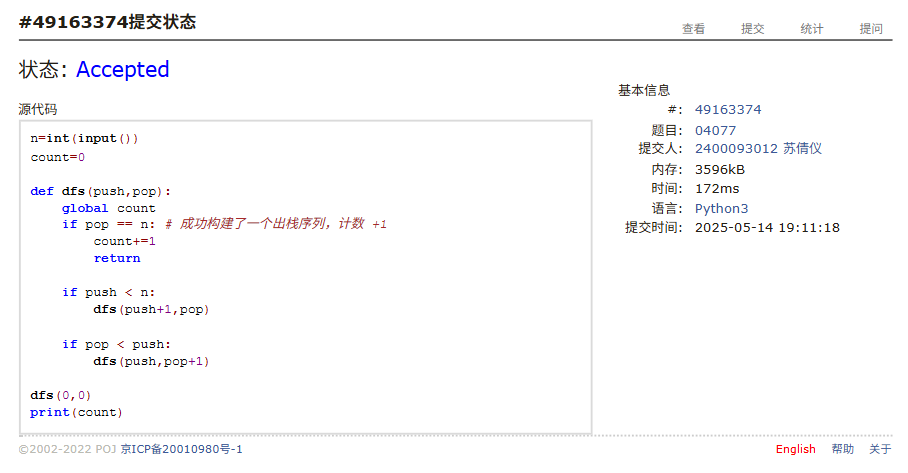 #49163374提交状态
查看 提交 统计 提问
状态: Accepted
源代码
n=int(input())
count=0
def dfs(push,pop):
    global count
    if pop == n: # 成功构建了一个出栈序列，计数 +1
        count+=1
        return
    if push < n:
        dfs(push+1,pop)
    if pop < push:
        dfs(push,pop+1)
dfs(0,0)
print(count)
基本信息
#: 49163374
题目: 04077
提交人: 2400093012 苏倩仪
内存: 3596kB
时间: 172ms
语言: Python3
提交时间: 2025-05-14 19:11:18
©2002-2022 POJ 京ICP备20010980号-1
English 帮助 关于